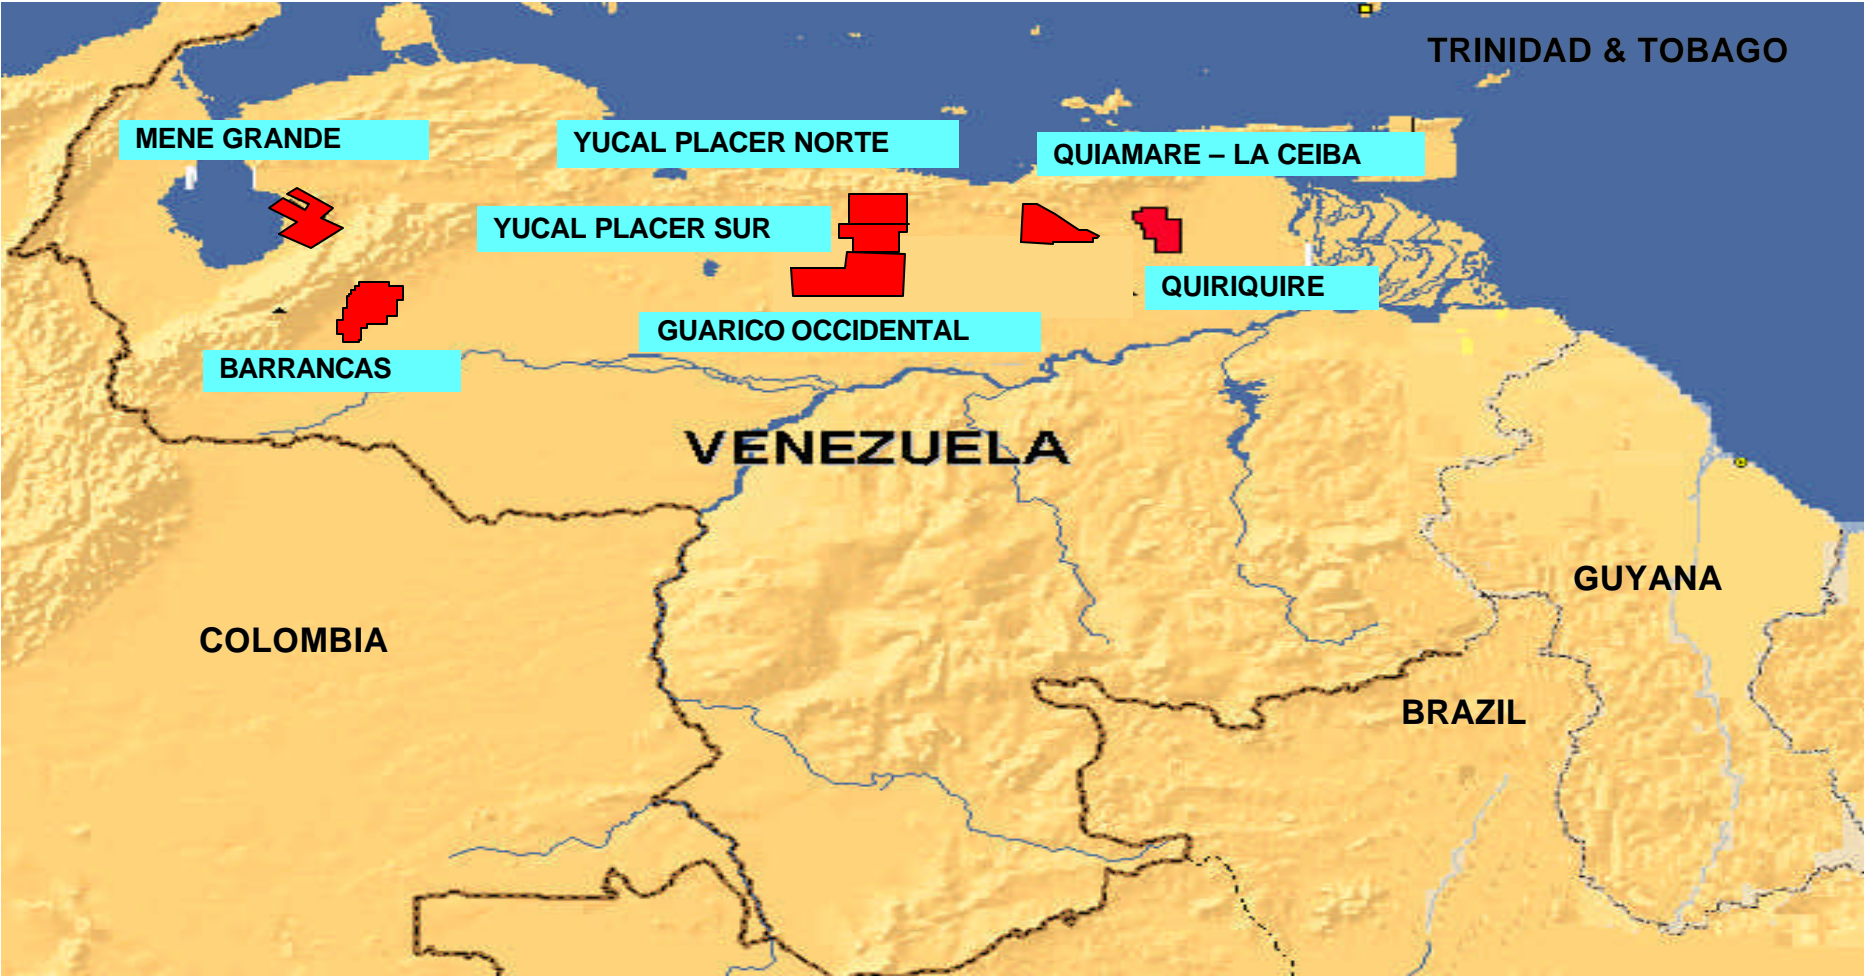 TRINIDAD & TOBAGO
MENE GRANDE
YUCAL PLACER NORTE
QUIAMARE – LA CEIBA
YUCAL PLACER SUR
QUIRIQUIRE
GUARICO OCCIDENTAL
BARRANCAS
VENEZUELA
GUYANA
COLOMBIA
BRAZIL